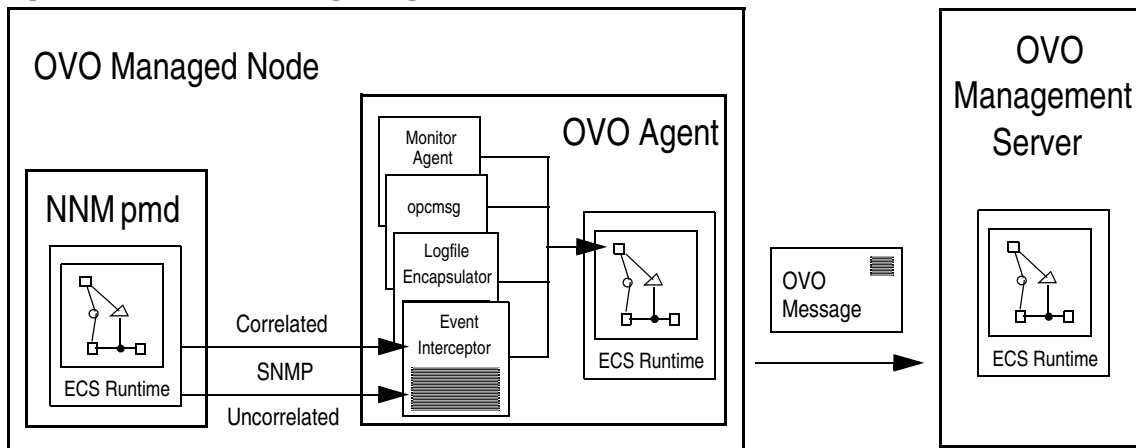 OVO Managed Node
NNM pmd
ECS Runtime
Correlated
SNMP
Uncorrelated
OVO Agent
Monitor
Agent
opcmsg
Logfile
Encapsulator
Event
Interceptor
ECS Runtime
OVO
Message
OVO
Management
Server
ECS Runtime